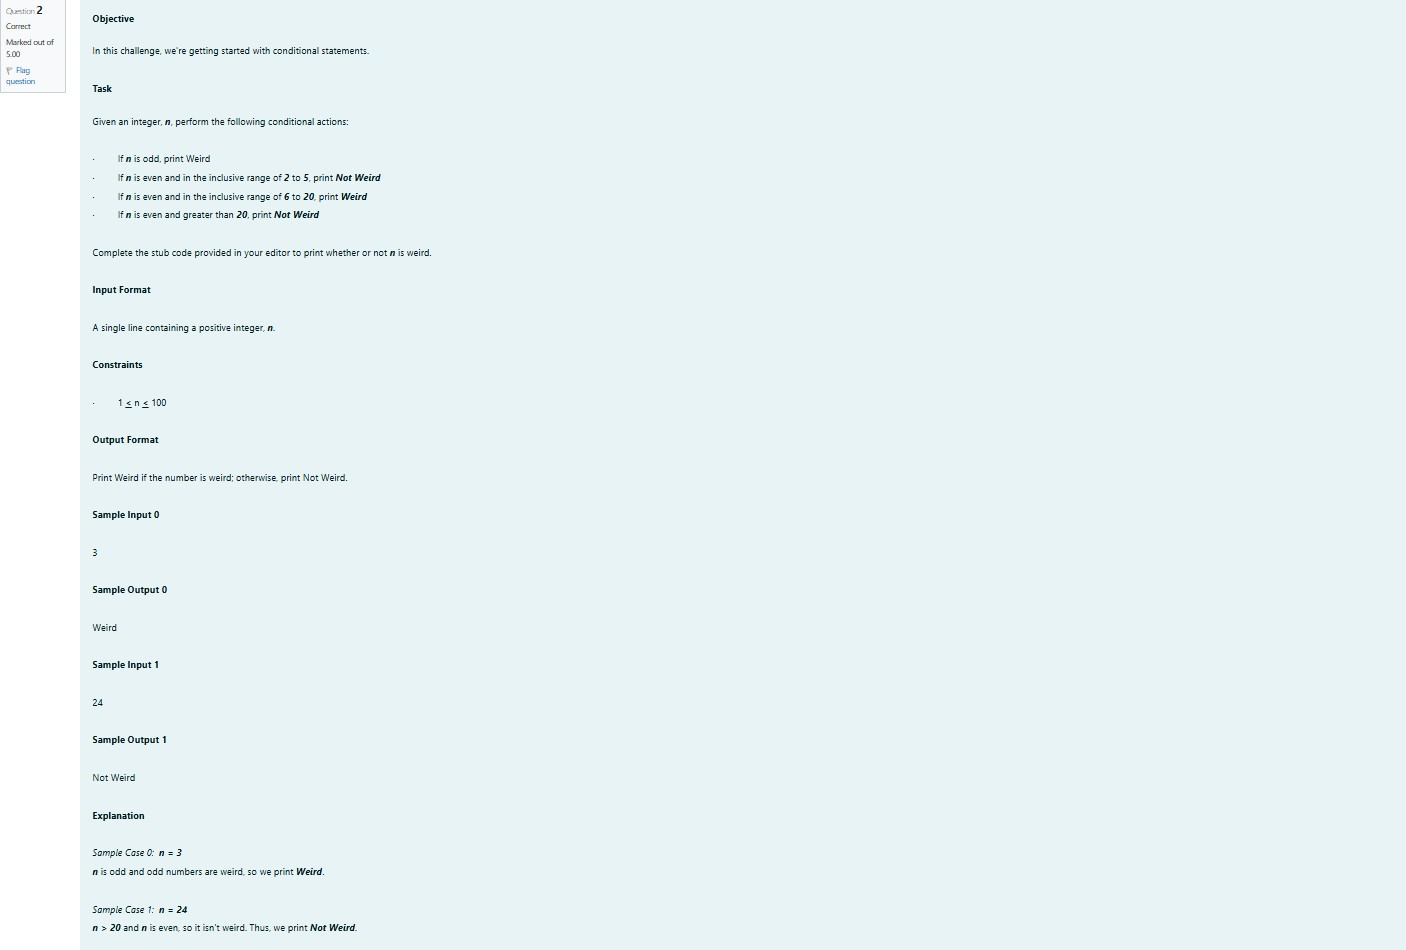 Question 2
Correct
Marked out of
5.00
Flag
question
Objective
In this challenge, we're getting started with conditional statements.
Task
Given an integer, n, perform the following conditional actions:
· If n is odd, print Weird
· If n is even and in the inclusive range of 2 to 5, print Not Weird
· If n is even and in the inclusive range of 6 to 20, print Weird
· If n is even and greater than 20, print Not Weird
Complete the stub code provided in your editor to print whether or not n is weird.
Input Format
A single line containing a positive integer, n.
Constraints
· 1 ≤ n ≤ 100
Output Format
Print Weird if the number is weird; otherwise, print Not Weird.
Sample Input 0
3
Sample Output 0
Weird
Sample Input 1
24
Sample Output 1
Not Weird
Explanation
Sample Case 0: n = 3
n is odd and odd numbers are weird, so we print Weird.
Sample Case 1: n = 24
n > 20 and n is even, so it isn't weird. Thus, we print Not Weird.